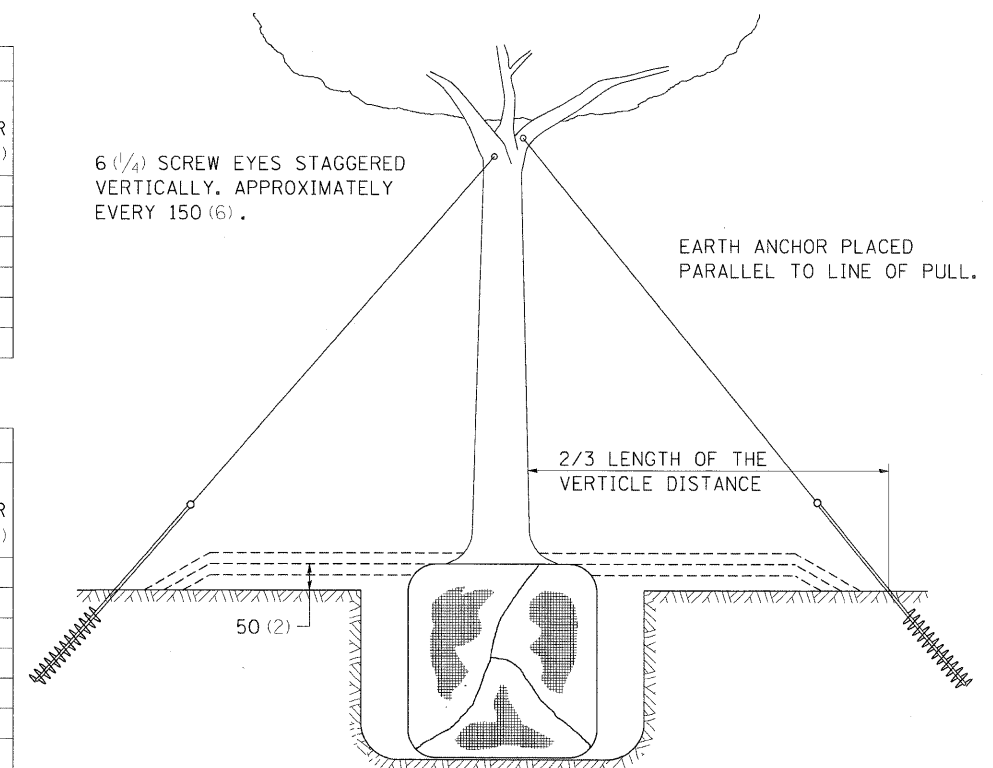 R
)
6 (1/4) SCREW EYES STAGGERED
VERTICALLY. APPROXIMATELY
EVERY 150 (6).
EARTH ANCHOR PLACED
PARALLEL TO LINE OF PULL.
2/3 LENGTH OF THE
VERTICLE DISTANCE
R
)
50 (2)